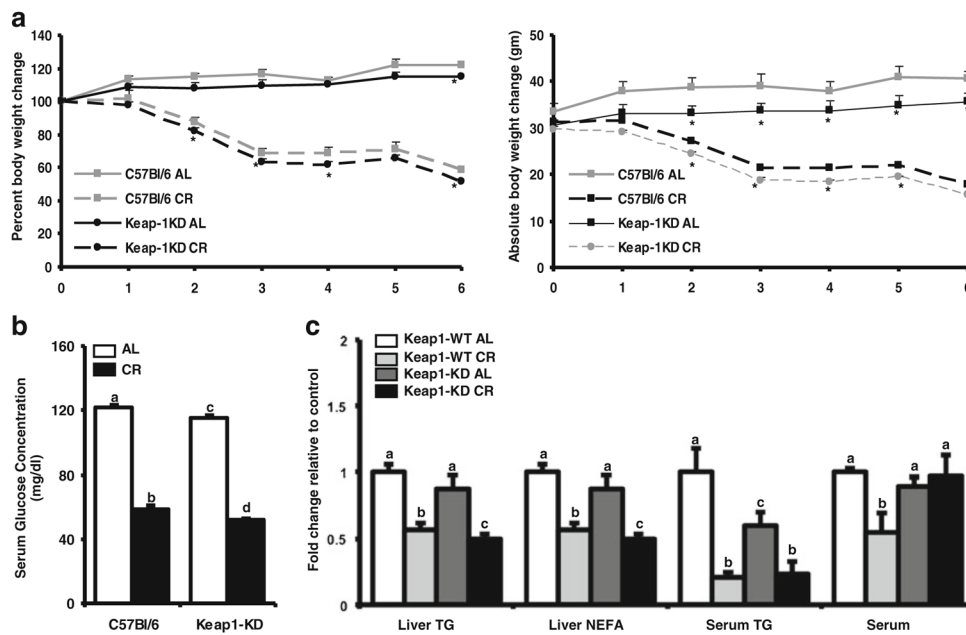 a
Percent body weight change
140
120
100
80
60
40
20
0
C57Bl/6 AL
C57Bl/6 CR
Keap-1KD AL
Keap-1KD CR
*
*
*
*
*
0 1 2 3 4 5 6
Absolute body weight change (gm)
50
40
30
20
10
0
C57Bl/6 AL
C57Bl/6 CR
Keap-1KD AL
Keap-1KD CR
* * * *
* * * *
0 1 2 3 4 5 6
b
Serum Glucose Concentration
(mg/dl)
160
120
80
40
0
AL
CR
a b c d
C57Bl/6 Keap1-KD
c
Fold change relative to control
2
1.5
1
0.5
0
Keap1-WT AL
Keap1-WT CR
Keap1-KD AL
Keap1-KD CR
a b a c
a b a c
a b c b
a b a a
Liver TG Liver NEFA Serum TG Serum